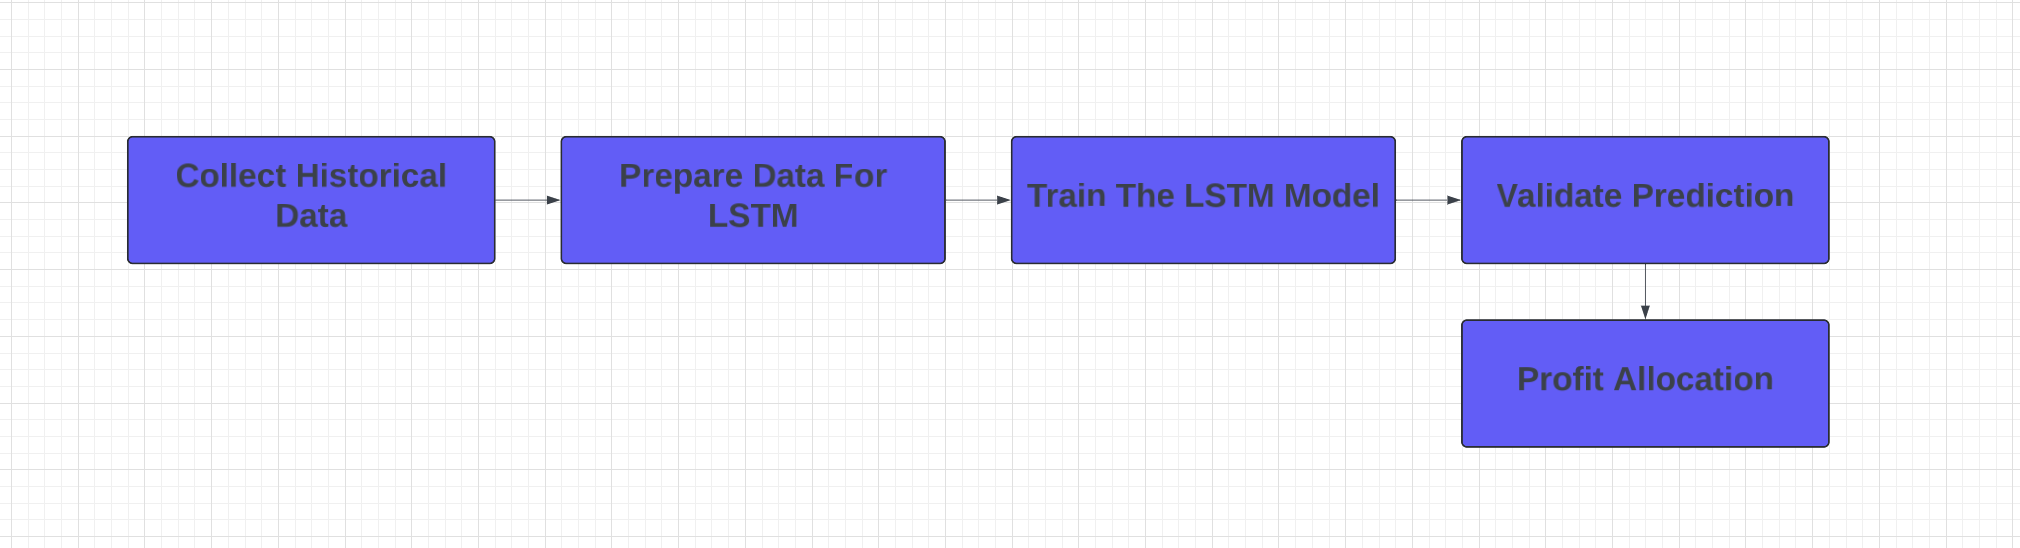 Collect Historical
Data
Prepare Data For
LSTM
Train The LSTM Model
Validate Prediction
Profit Allocation